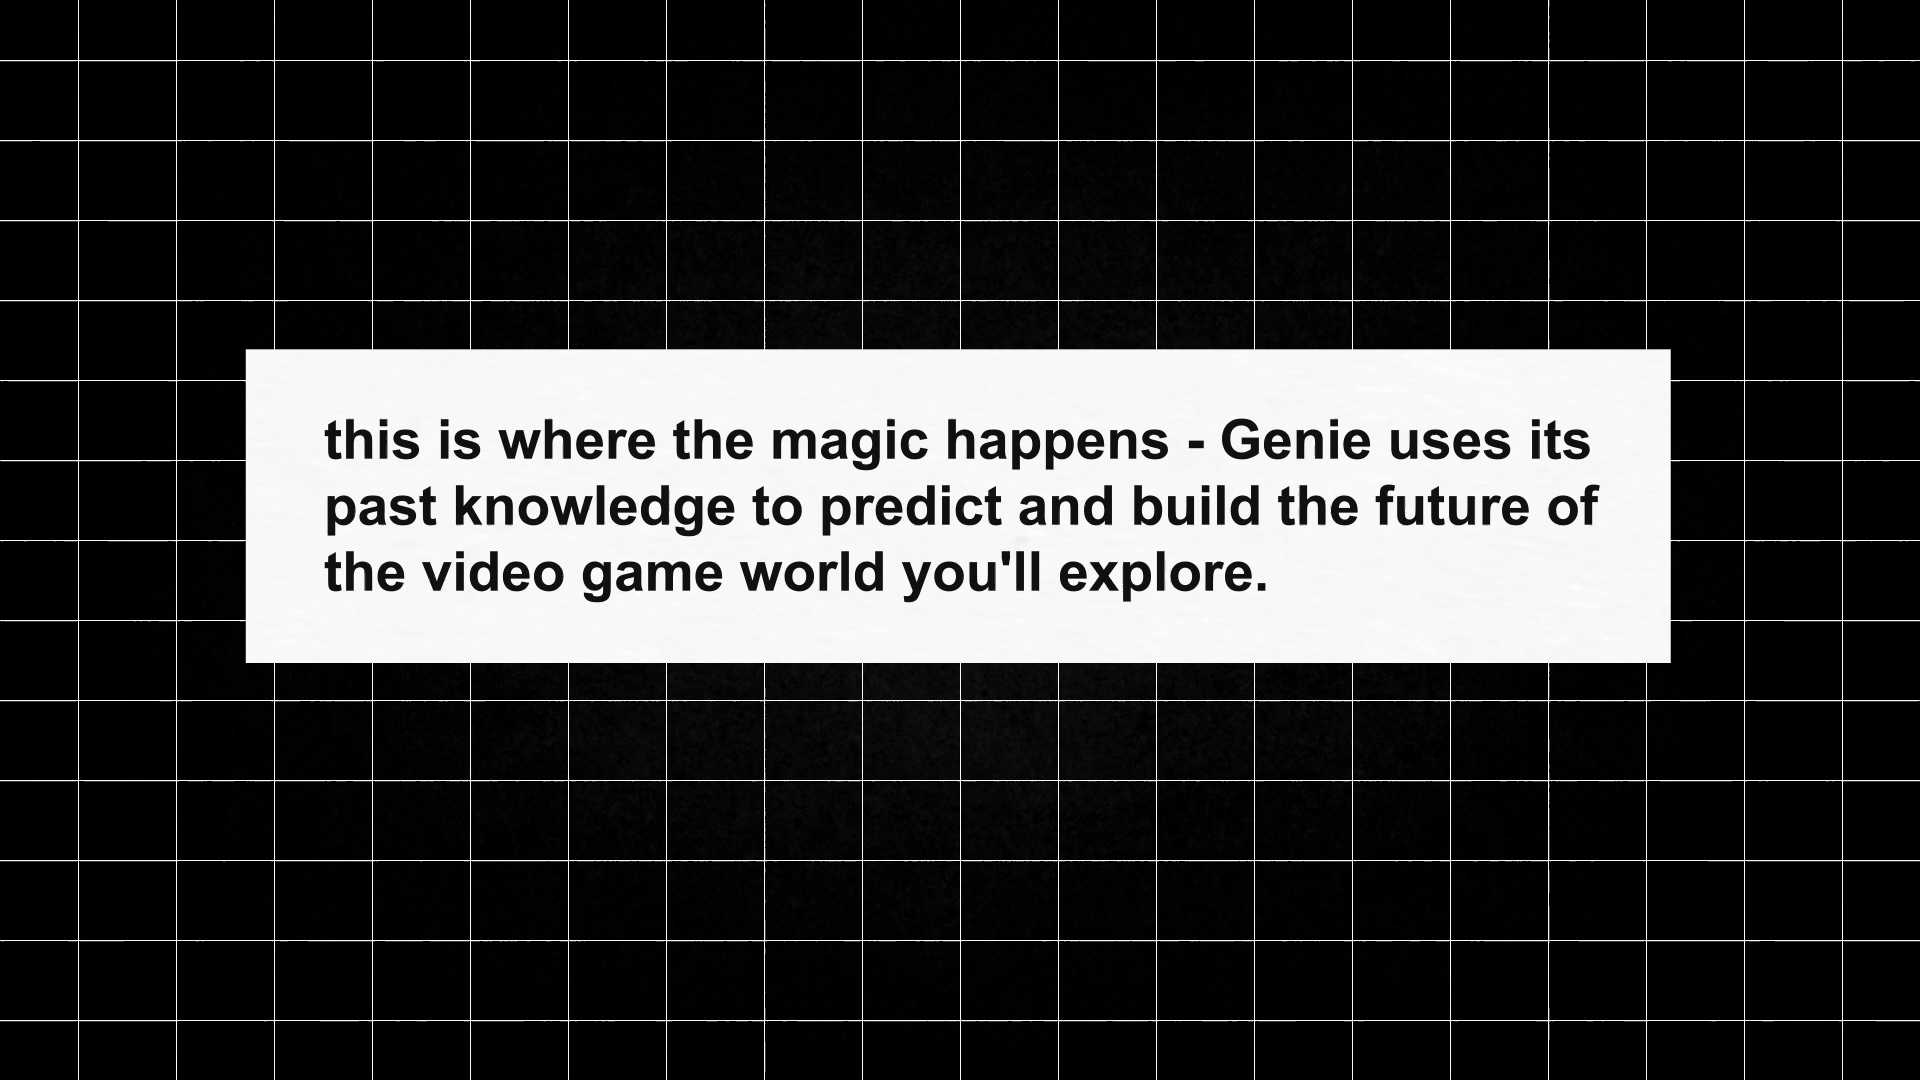 this is where the magic happens - Genie uses its
past knowledge to predict and build the future of
the video game world you'll explore.